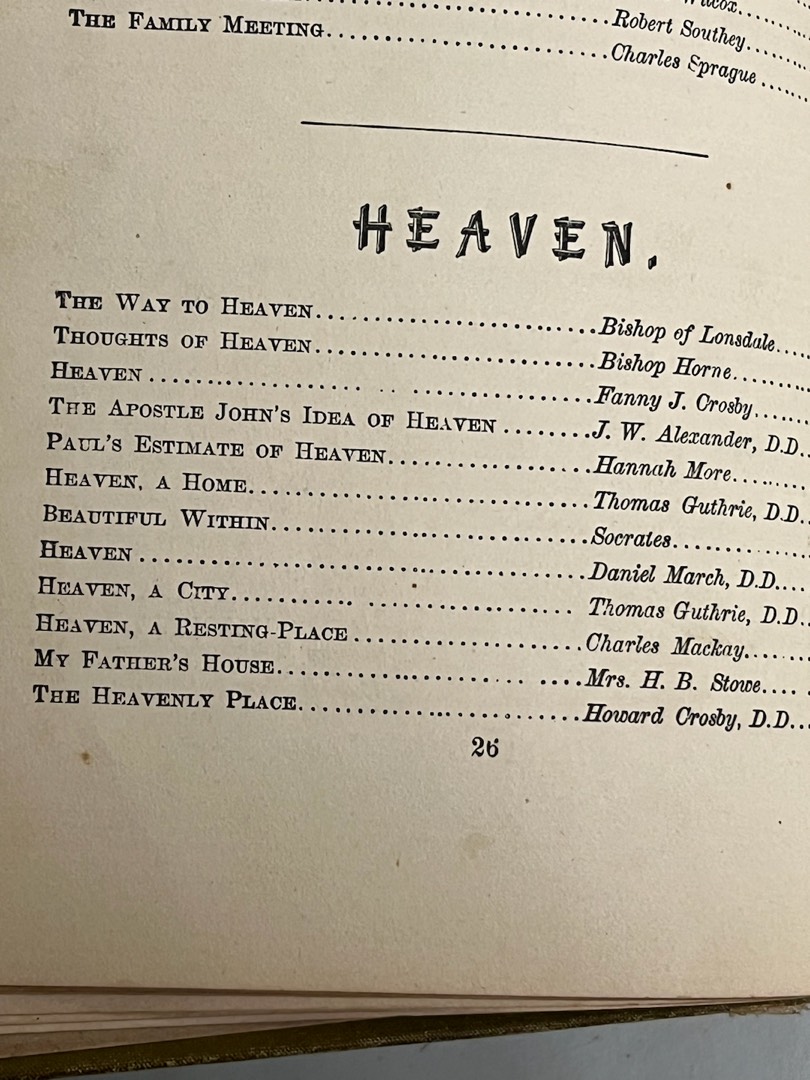 Robert Southey........
THE FAMILY MEETING..............................Charles Sprague.......
HEAVEN.
THE WAY TO HEAVEN..............................Bishop of Lonsdale.....
THOUGHTS OF HEAVEN..............................Bishop Horne.........
HEAVEN..............................Fanny J. Crosby.......
THE APOSTLE JOHN'S IDEA OF HEAVEN.........J. W. Alexander, D.D..
PAUL'S ESTIMATE OF HEAVEN....................Hannah More.........
HEAVEN, A HOME..............................Thomas Guthrie, D.D.
BEAUTIFUL WITHIN..............................Socrates...........
HEAVEN..............................Daniel March, D.D....
HEAVEN, A CITY..............................Thomas Guthrie, D.D..
HEAVEN, A RESTING-PLACE....................Charles Mackay.......
MY FATHER'S HOUSE..............................Mrs. H. B. Stowe....
THE HEAVENLY PLACE..............................Howard Crosby, D.D...
26